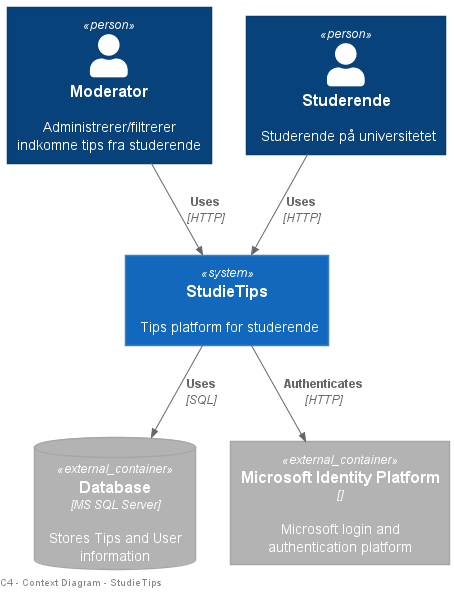 «person»
Moderator
Administrerer/filtrerer
indkomne tips fra studerende
«person»
Studerende
Studerende på universitetet
Uses
[HTTP]
Uses
[HTTP]
«system»
StudieTips
Tips platform for studerende
Uses
[SQL]
Authenticates
[HTTP]
«external_container»
Database
[MS SQL Server]
Stores Tips and User
information
«external_container»
Microsoft Identity Platform
[]
Microsoft login and
authentication platform
C4 - Context Diagram - StudieTips